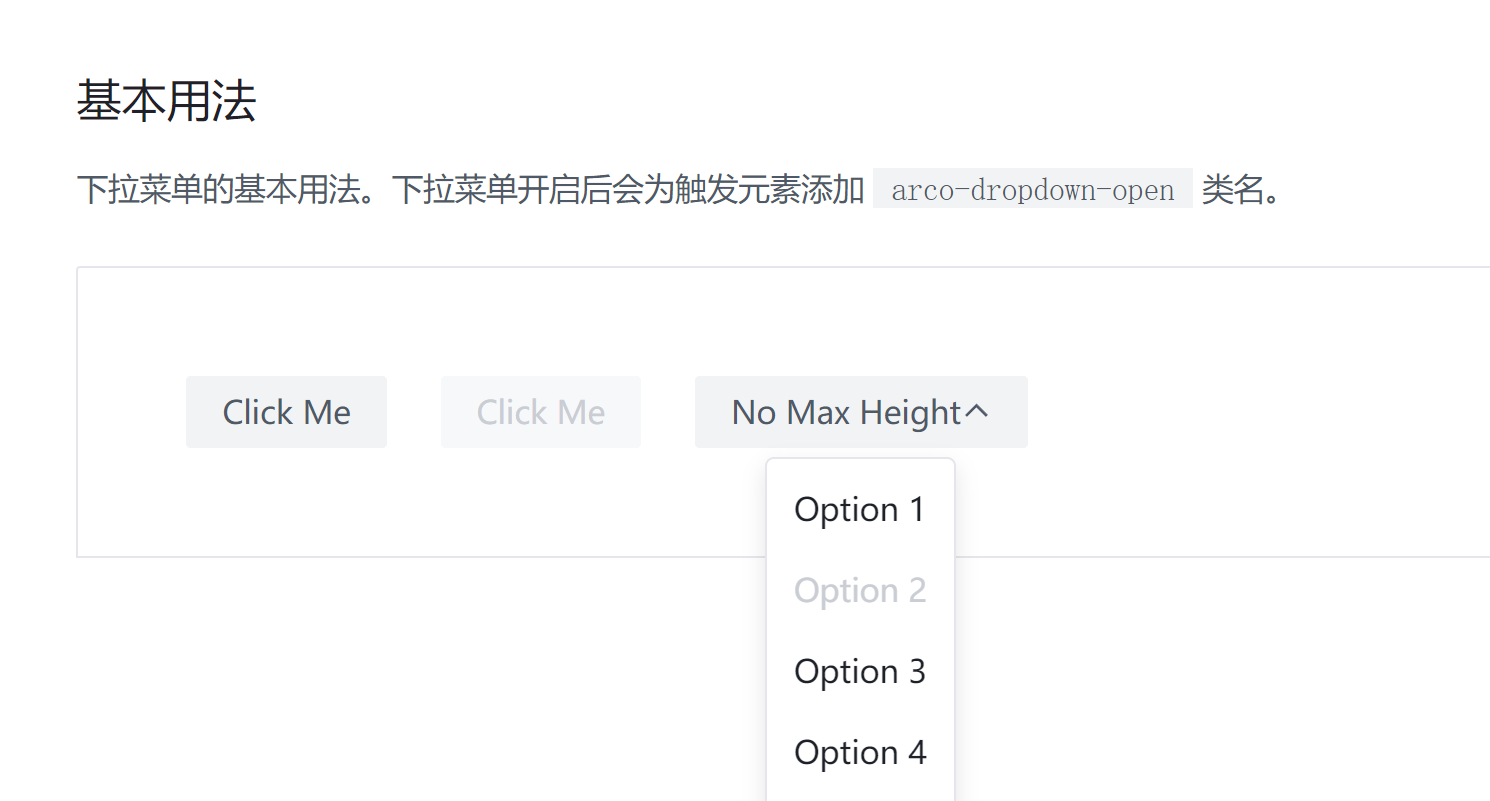 基本用法
下拉菜单的基本用法。下拉菜单开启后会为触发元素添加 arco-dropdown-open 类名。
Click Me
Click Me
No Max Height
Option 1
Option 2
Option 3
Option 4